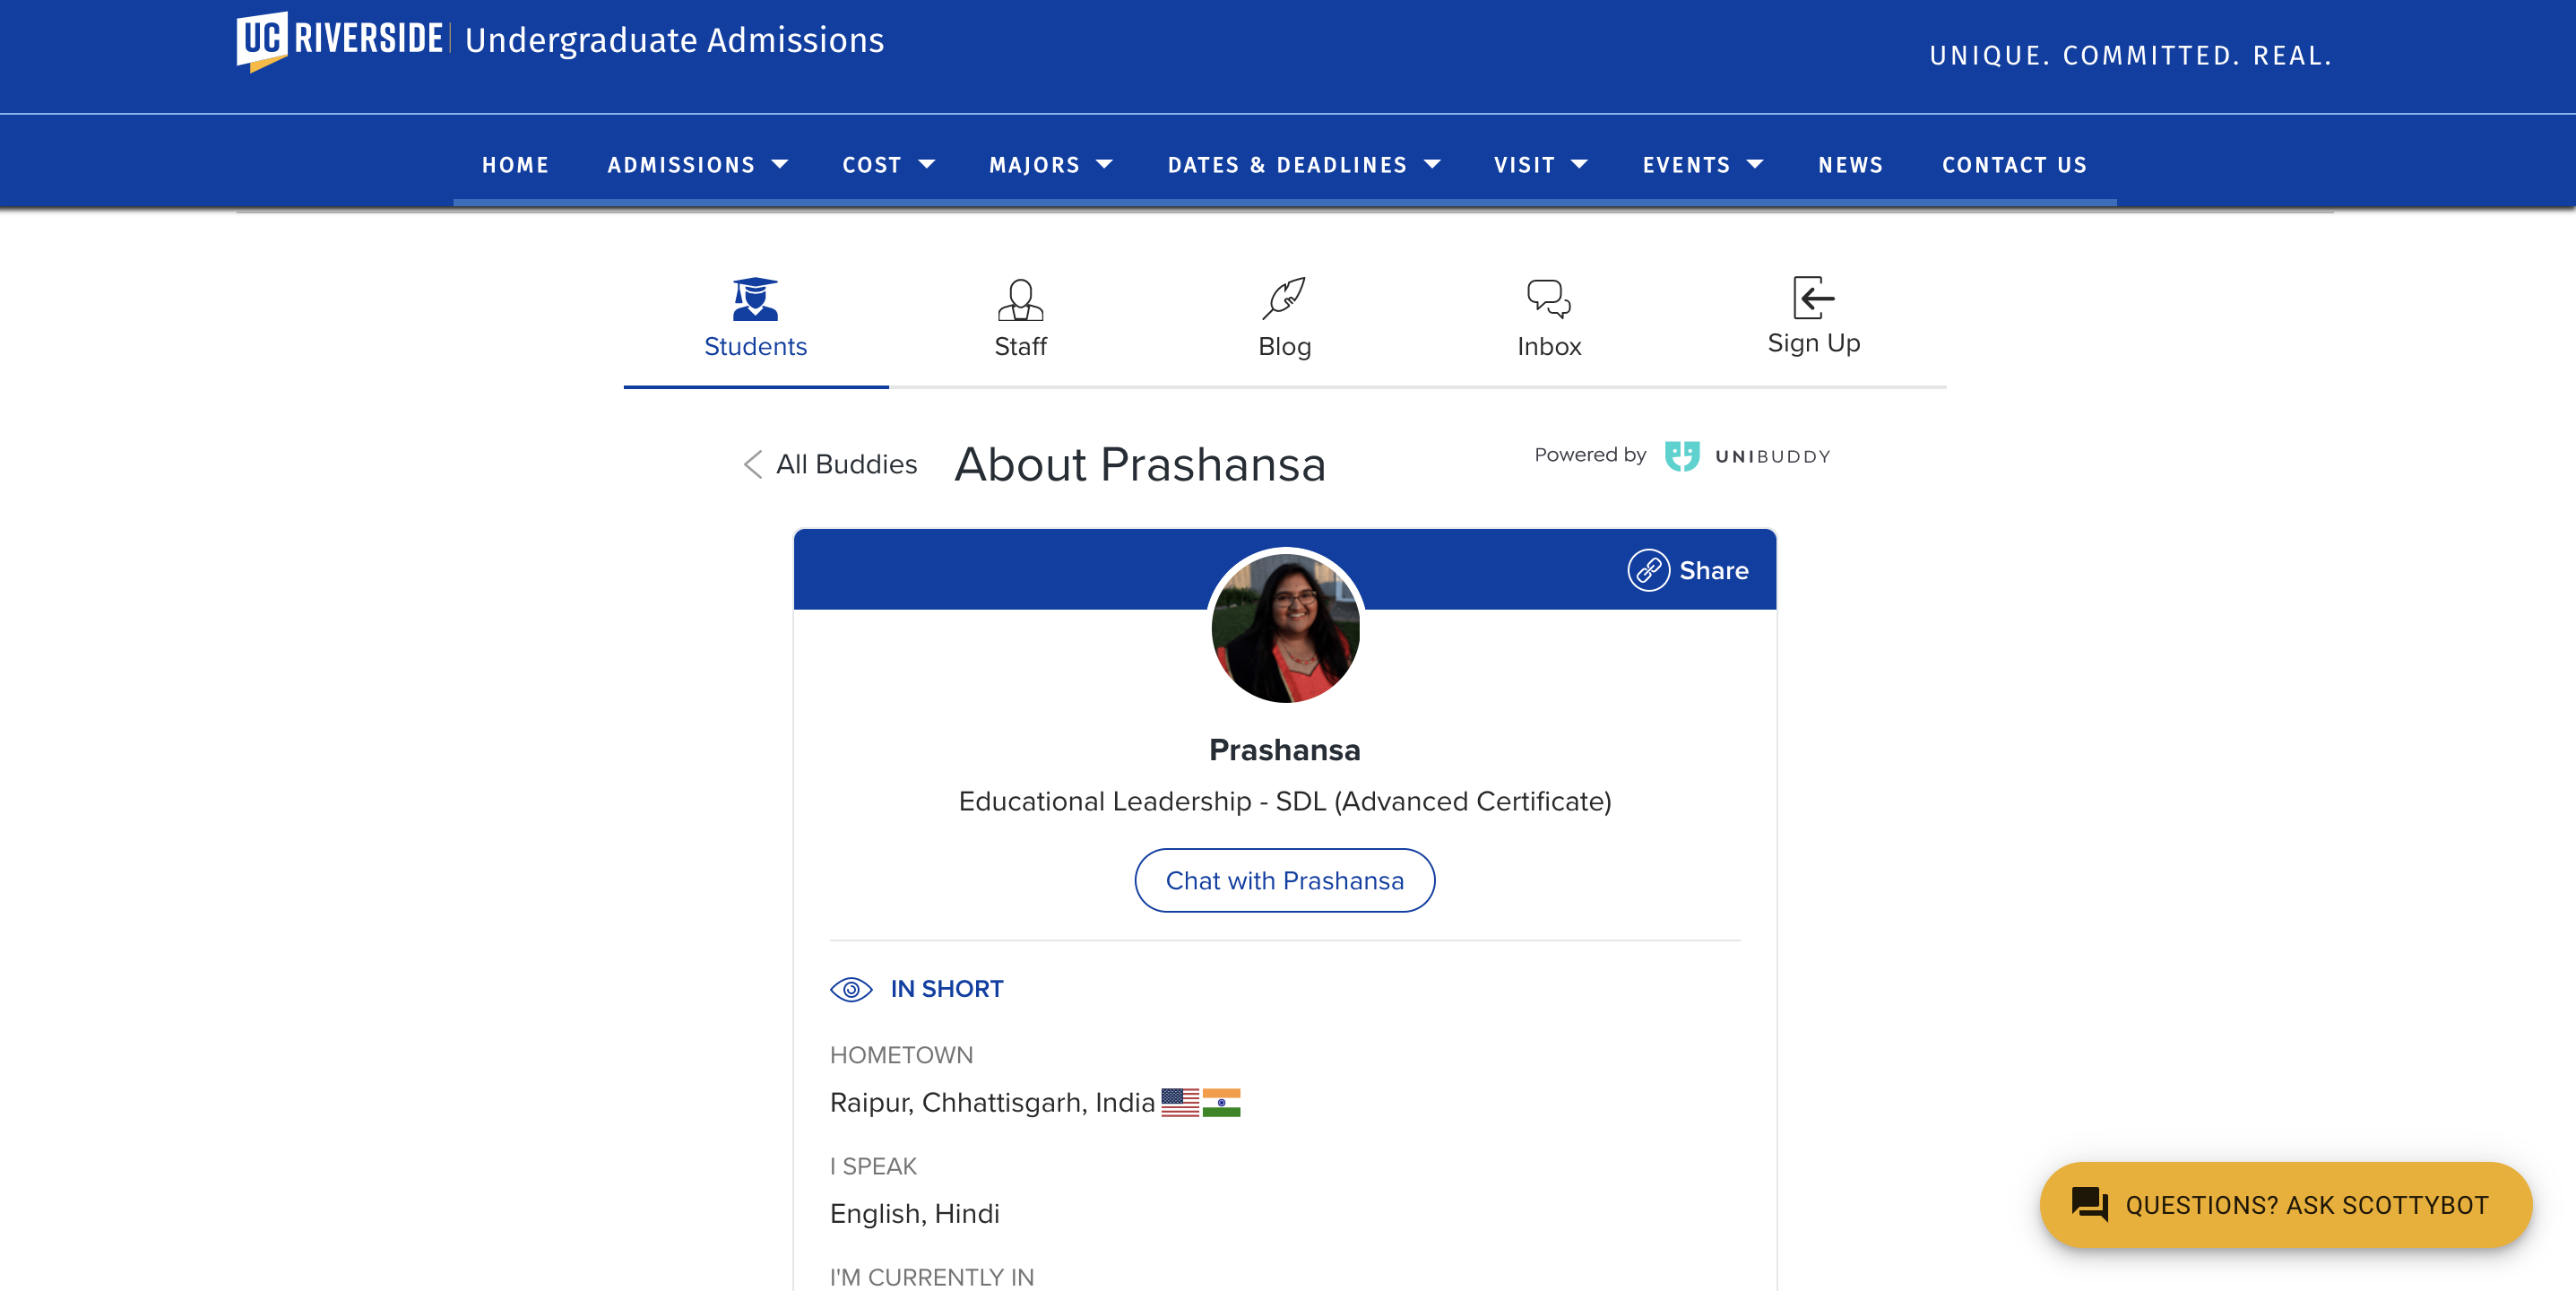 UC RIVERSIDE Undergraduate Admissions
UNIQUE. COMMITTED. REAL.
HOME ADMISSIONS COST MAJORS DATES & DEADLINES VISIT EVENTS NEWS CONTACT US
Students Staff Blog Inbox Sign Up
All Buddies About Prashansa Powered by UNIBUDDY
Share
Prashansa
Educational Leadership - SDL (Advanced Certificate)
Chat with Prashansa
IN SHORT
HOMETOWN
Raipur, Chhattisgarh, India
I SPEAK
English, Hindi
QUESTIONS? ASK SCOTTYBOT
I'M CURRENTLY IN